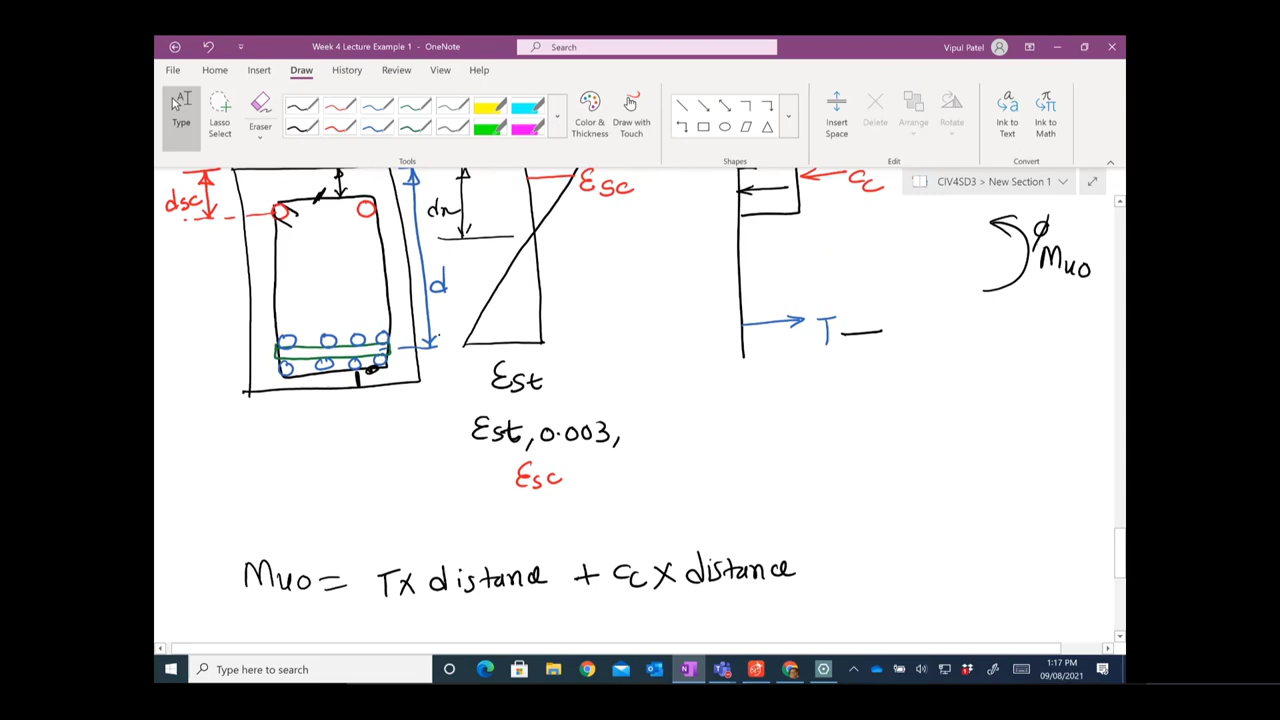 Week 4 Lecture Example 1 - OneNote
Search
Vipul Patel
File Home Insert Draw History Review View Help
Type
Lasso Select
Eraser
Color & Thickness
Draw with Touch
Insert Space
Delete
Arrange
Rotate
Ink to Text
Ink to Math
Tools
Shapes
Edit
Convert
CIV4SD3 > New Section 1
dsc
d
dn
εsc
Cc
ϕ
Muo
T
εst
εst, 0.003,
εsc
Muo = T x distance + Cc x distance
Type here to search
1:17 PM
09/08/2021